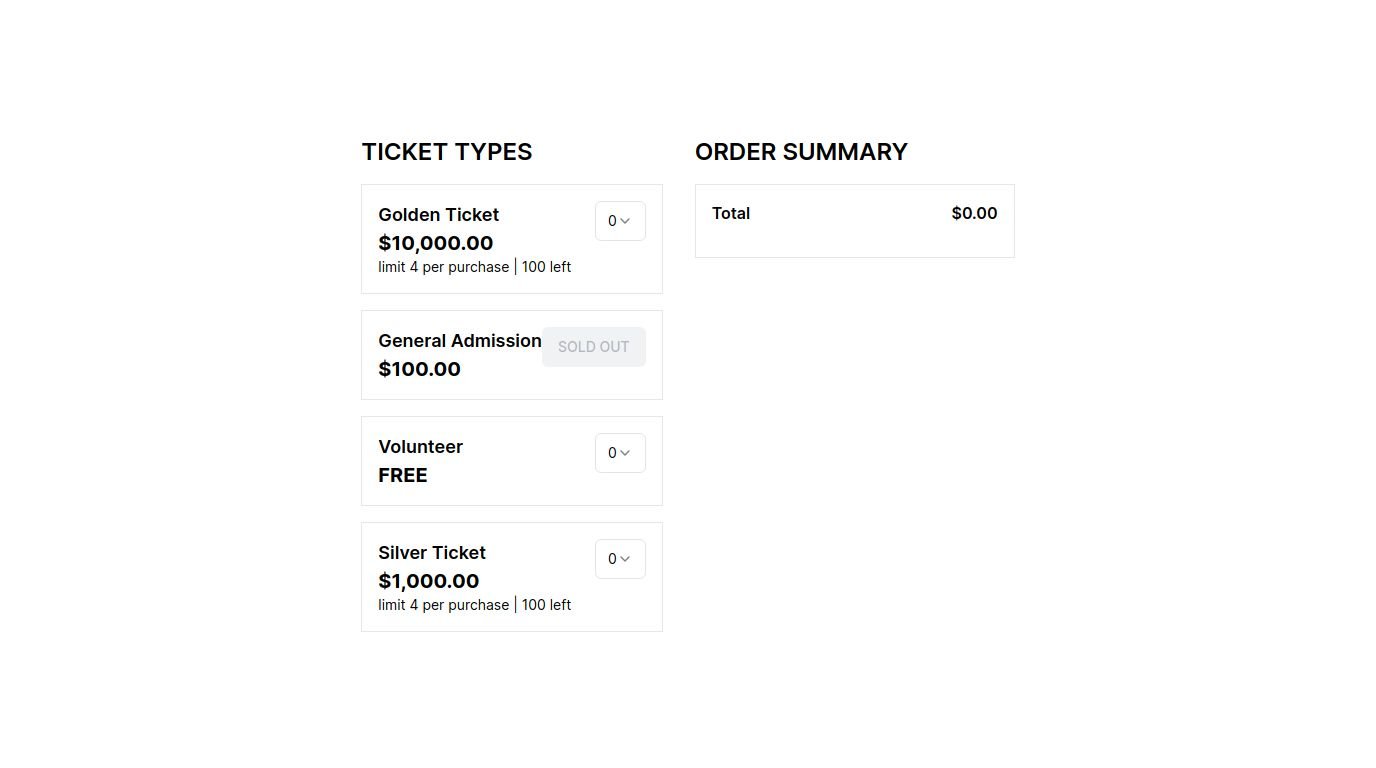 TICKET TYPES
Golden Ticket
0
$10,000.00
limit 4 per purchase | 100 left
General Admission
SOLD OUT
$100.00
Volunteer
0
FREE
Silver Ticket
0
$1,000.00
limit 4 per purchase | 100 left
ORDER SUMMARY
Total $0.00